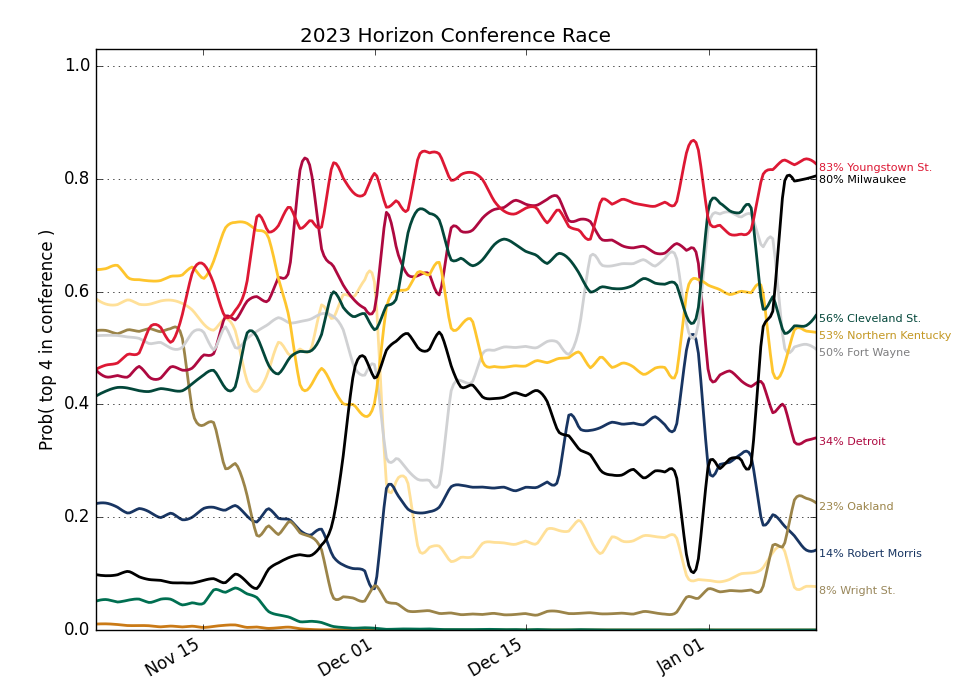 2023 Horizon Conference Race
Prob( top 4 in conference )
1.0
0.8
0.6
0.4
0.2
0.0
Nov 15
Dec 01
Dec 15
Jan 01
83% Youngstown St.
80% Milwaukee
56% Cleveland St.
53% Northern Kentucky
50% Fort Wayne
34% Detroit
23% Oakland
14% Robert Morris
8% Wright St.